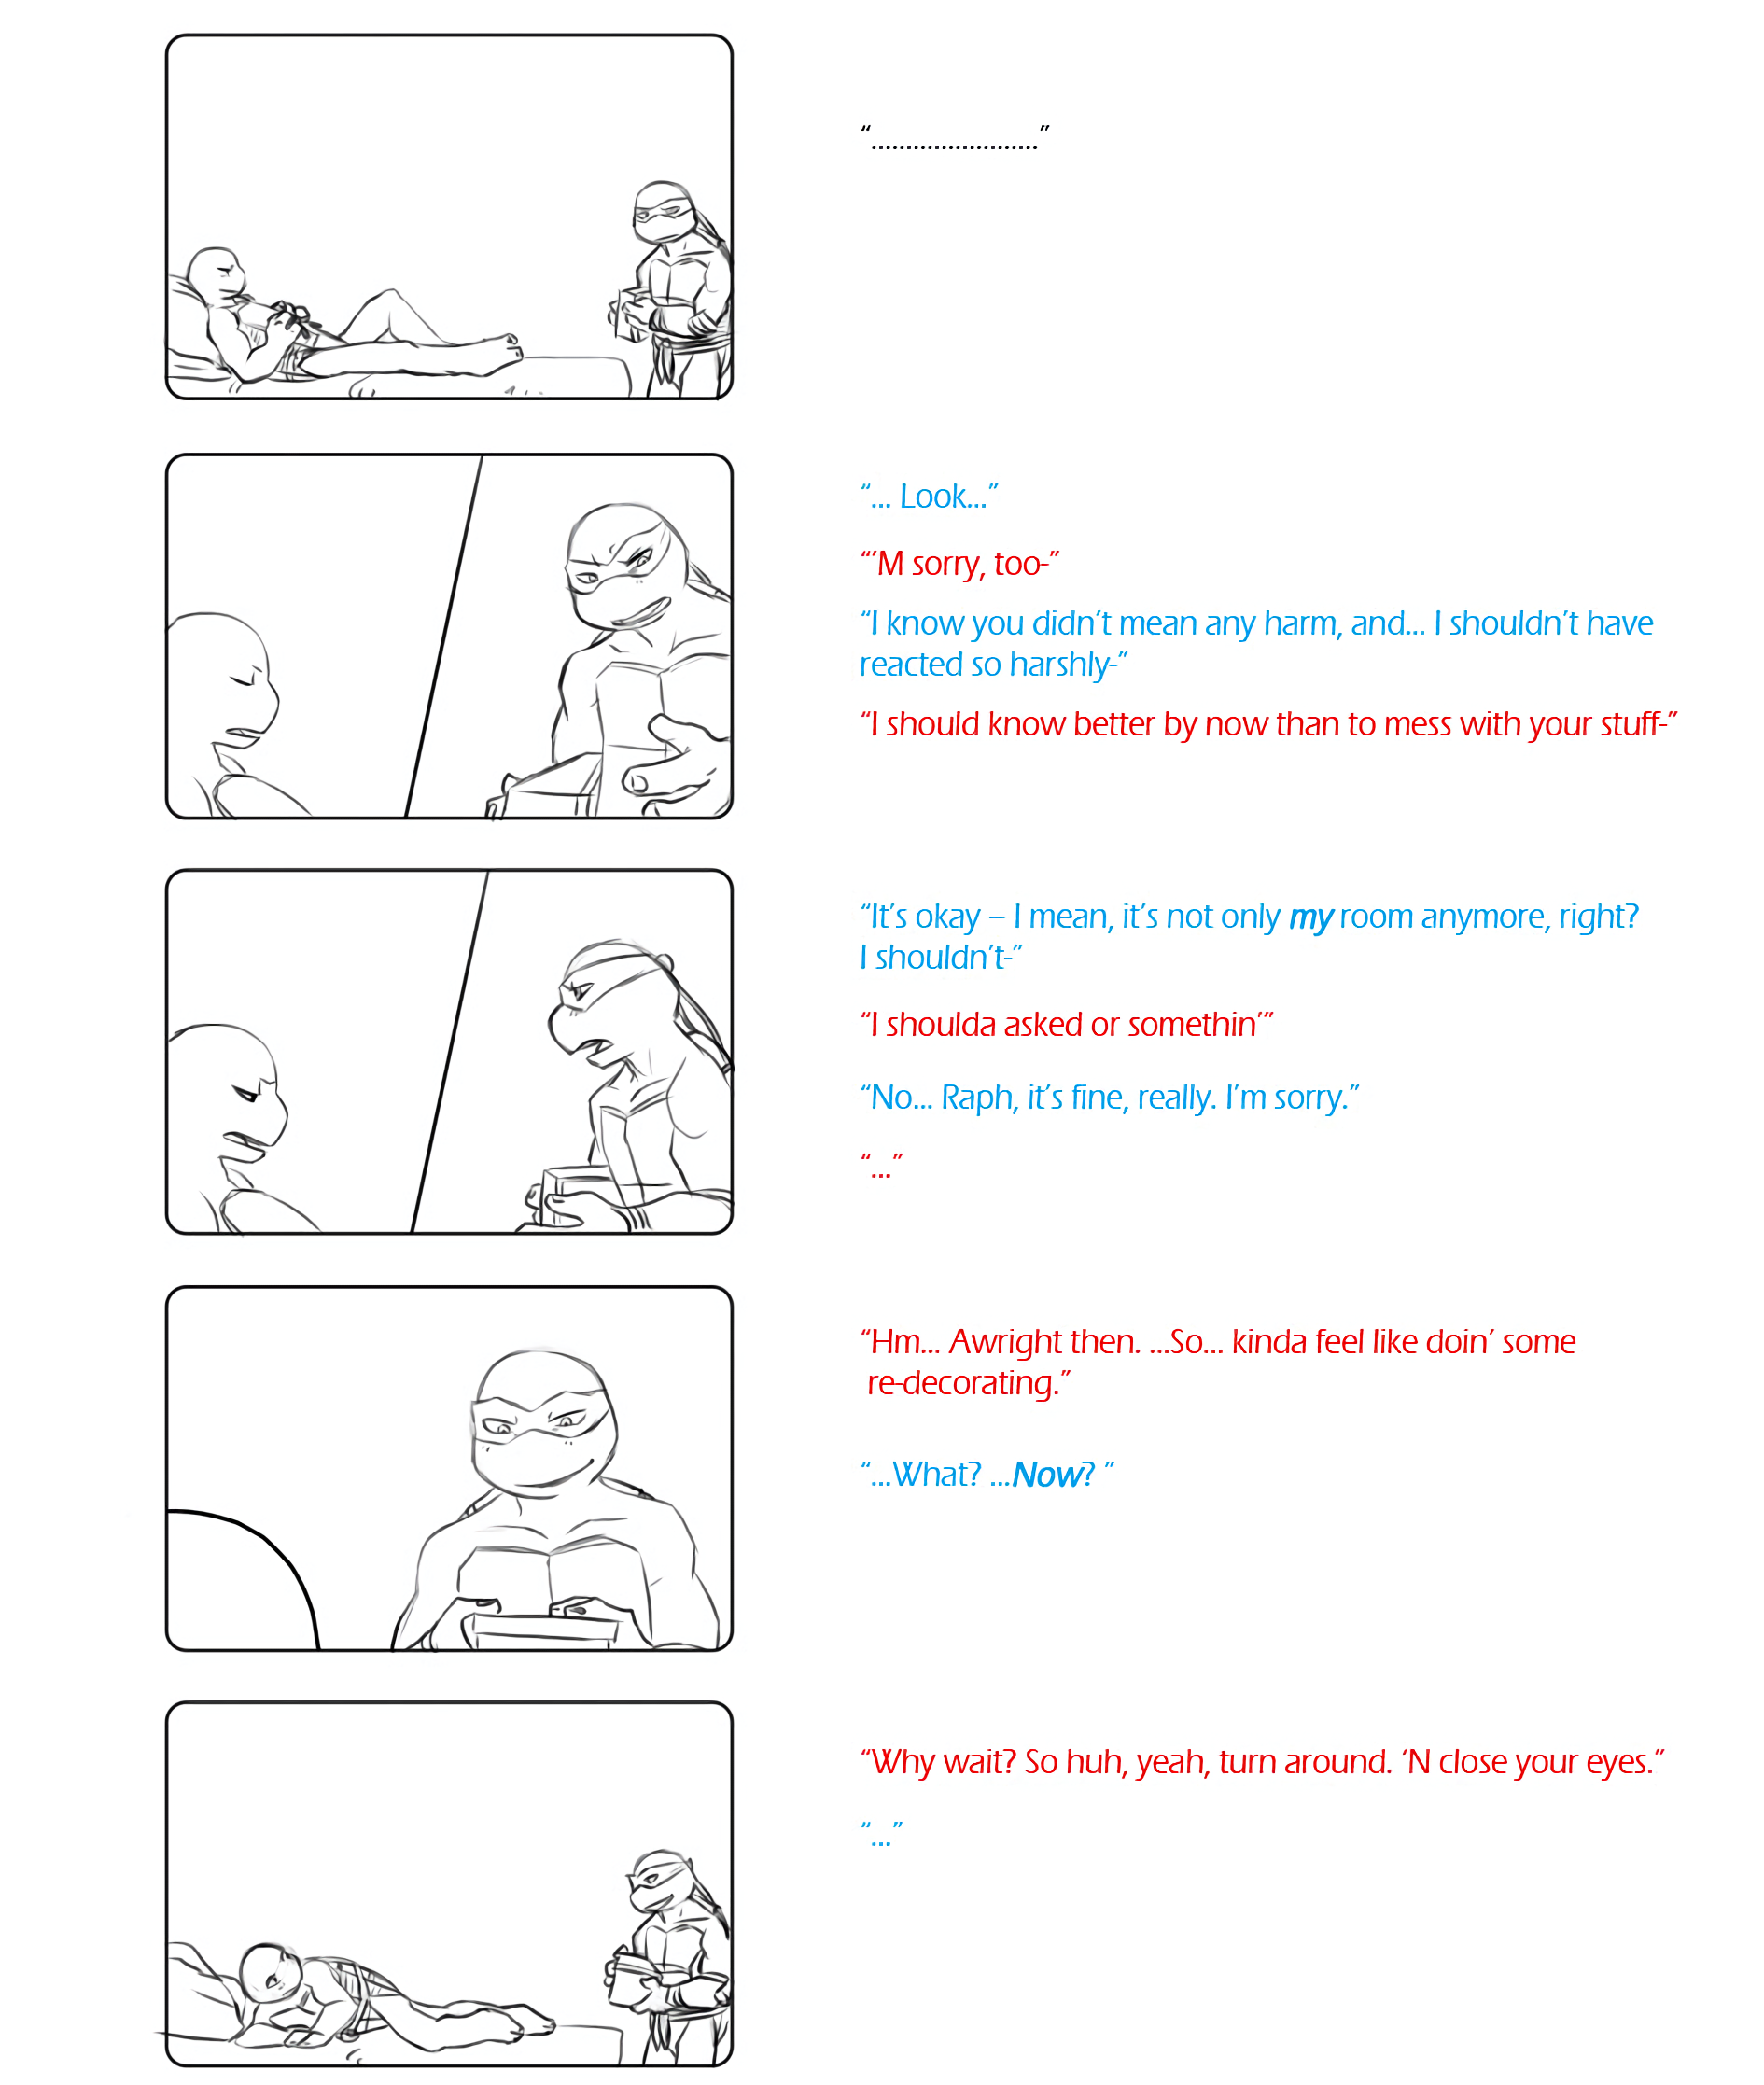 “........................”
“... Look...”
“’M sorry, too-”
“I know you didn’t mean any harm, and... I shouldn’t have
reacted so harshly-”
“I should know better by now than to mess with your stuff-”
“It’s okay – I mean, it’s not only my room anymore, right?
I shouldn’t-”
“I shoulda asked or somethin’”
“No... Raph, it’s fine, really. I’m sorry.”
“...”
“Hm... Awright then. ...So... kinda feel like doin’ some
re-decorating.”
“...What? ...Now? ”
“Why wait? So huh, yeah, turn around. ‘N close your eyes.”
“...”